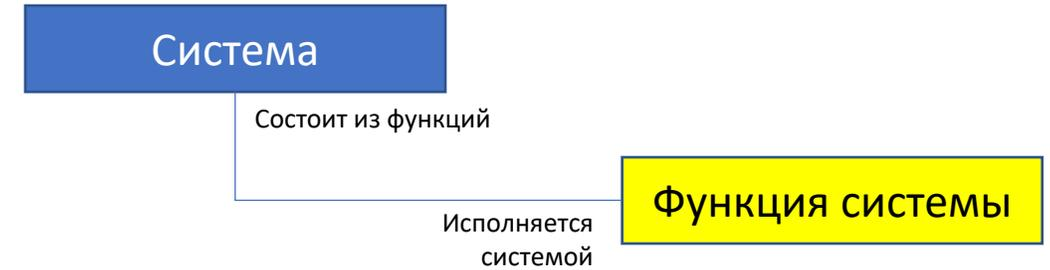 Система
Состоит из функций
Функция системы
Исполняется
системой